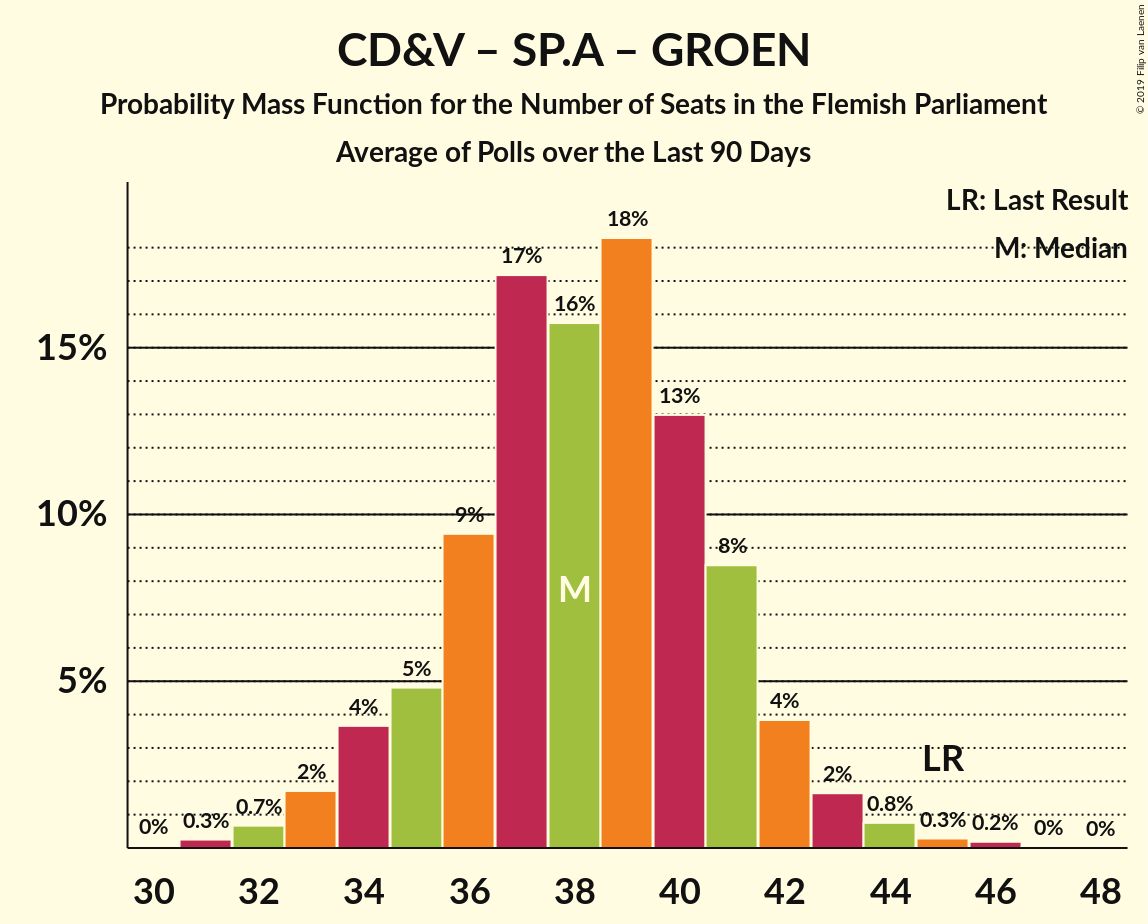 CD&V – SP.A – GROEN
Probability Mass Function for the Number of Seats in the Flemish Parliament
Average of Polls over the Last 90 Days
© 2019 Filip van Laenen
LR: Last Result
M: Median
15%
10%
5%
0%
0.3%
0.7%
2%
4%
5%
9%
17%
16%
18%
13%
8%
4%
2%
0.8%
0.3%
0.2%
0%
0%
M
LR
30 32 34 36 38 40 42 44 46 48